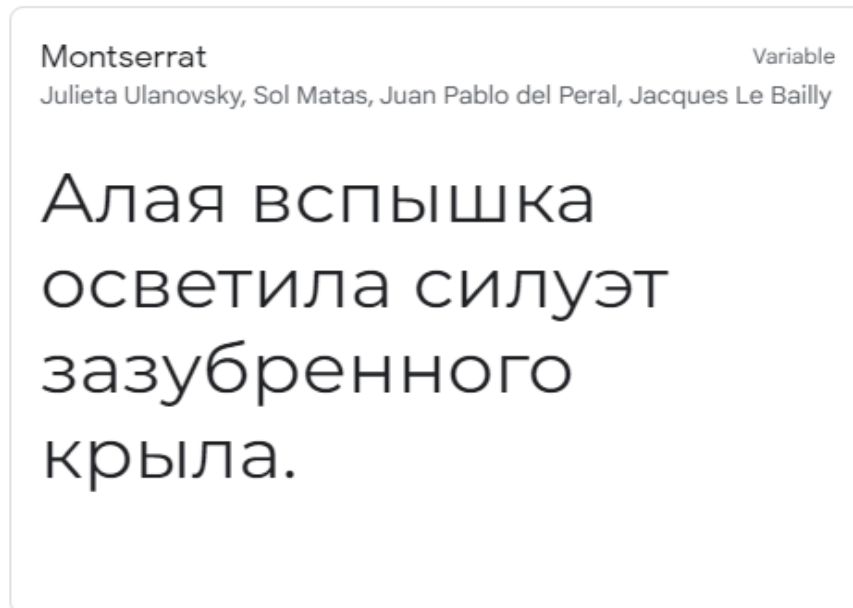 Montserrat
Variable
Julieta Ulanovsky, Sol Matas, Juan Pablo del Peral, Jacques Le Bailly
Алая вспышка
осветила силуэт
зазубренного
крыла.